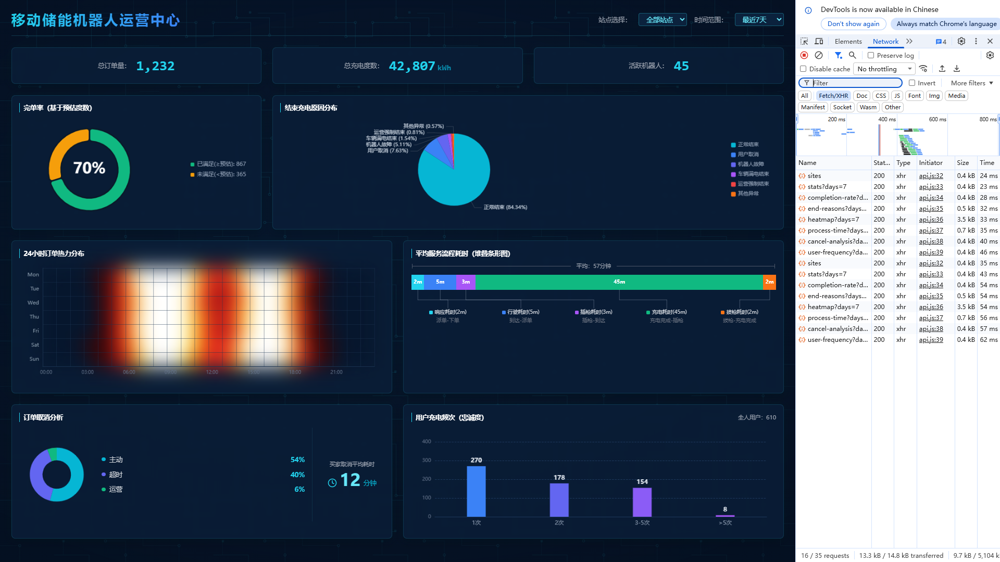 移动储能机器人运营中心
站点选择： 全部站点 时间范围： 最近7天
总订单量： 1,232
总充电度数： 42,807 kWh
活跃机器人： 45
完单率（基于预估度数）
70%
已满足(≥预估): 867
未满足(<预估): 365
结束充电原因分布
其他异常 (0.57%)
运营强制结束 (0.81%)
车辆满电结束 (1.54%)
机器人故障 (5.11%)
用户取消 (7.63%)
正常结束 (84.34%)
正常结束
用户取消
机器人故障
车辆满电结束
运营强制结束
其他异常
24小时订单热力分布
Mon
Tue
Wed
Thu
Fri
Sat
Sun
00:00 03:00 06:00 09:00 12:00 15:00 18:00 21:00
平均服务流程耗时（堆叠条形图）
平均：57分钟
2m 5m 3m 45m 2m
响应耗时(2m) 行驶耗时(5m) 插枪耗时(3m) 充电耗时(45m) 拔枪耗时(2m)
派单-下单 到达-派单 插枪-到达 充电完成-插枪 拔枪-充电完成
订单取消分析
主动 54%
超时 40%
运营 6%
买家取消平均耗时
12 分钟
用户充电频次（忠诚度）
全人用户：610
400
300
200
100
0
270 178 154 8
1次 2次 3-5次 >5次
DevTools is now available in Chinese
Don't show again Always match Chrome's language
Elements Network 4
Preserve log
Disable cache No throttling
Filter Invert More filters
All Fetch/XHR Doc CSS JS Font Img Media
Manifest Socket Wasm Other
200 ms 400 ms 600 ms 800 ms
Name Stat... Type Initiator Size Time
sites 200 xhr api.js:32 0.4 kB 24 ms
stats?days=7 200 xhr api.js:33 0.4 kB 23 ms
completion-rate?d... 200 xhr api.js:34 0.4 kB 28 ms
end-reasons?days... 200 xhr api.js:35 0.5 kB 32 ms
heatmap?days=7 200 xhr api.js:36 3.5 kB 33 ms
process-time?days... 200 xhr api.js:37 0.7 kB 35 ms
cancel-analysis?da... 200 xhr api.js:38 0.4 kB 40 ms
user-frequency?da... 200 xhr api.js:39 0.4 kB 46 ms
sites 200 xhr api.js:32 0.4 kB 35 ms
stats?days=7 200 xhr api.js:33 0.4 kB 43 ms
completion-rate?d... 200 xhr api.js:34 0.4 kB 54 ms
end-reasons?days... 200 xhr api.js:35 0.5 kB 54 ms
heatmap?days=7 200 xhr api.js:36 3.5 kB 54 ms
process-time?days... 200 xhr api.js:37 0.7 kB 56 ms
cancel-analysis?da... 200 xhr api.js:38 0.4 kB 57 ms
user-frequency?da... 200 xhr api.js:39 0.4 kB 62 ms
16 / 35 requests 13.3 kB / 14.8 kB transferred 9.7 kB / 5,104 k